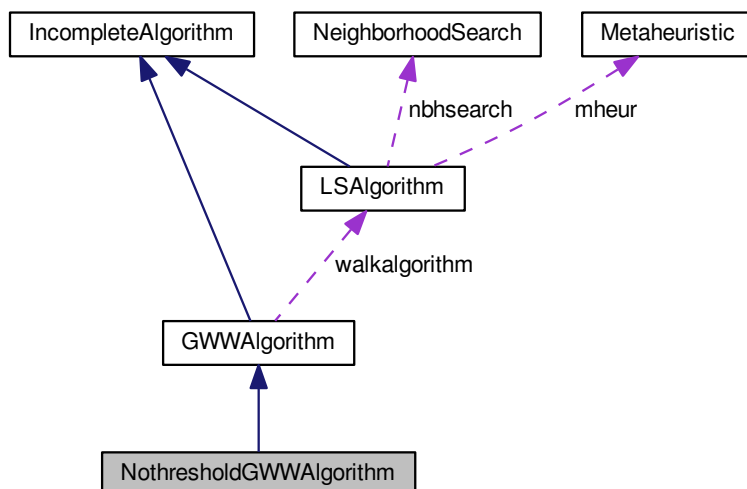 IncompleteAlgorithm
NeighborhoodSearch
Metaheuristic
nbhsearch
mheur
LSAlgorithm
walkalgorithm
GWWAlgorithm
NothresholdGWWAlgorithm